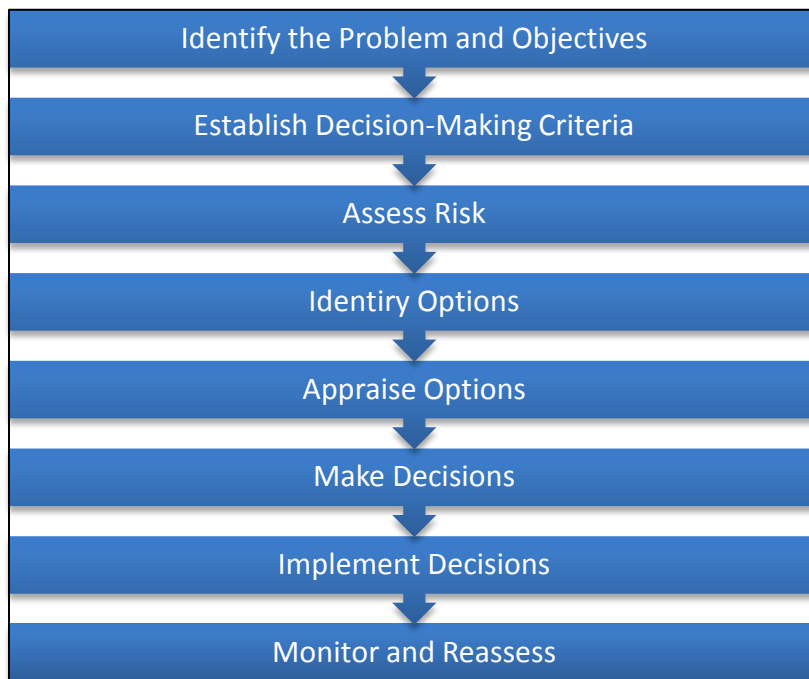 Identify the Problem and Objectives
Establish Decision-Making Criteria
Assess Risk
Identiry Options
Appraise Options
Make Decisions
Implement Decisions
Monitor and Reassess